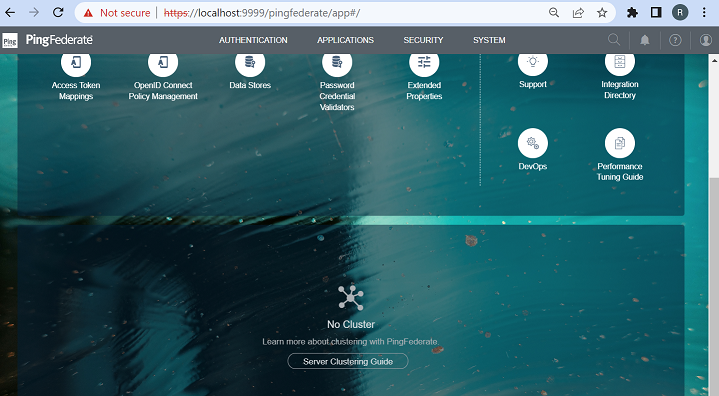 Not secure | https://localhost:9999/pingfederate/app#/
R
Ping
PingFederate
AUTHENTICATION APPLICATIONS SECURITY SYSTEM
Access Token
Mappings
OpenID Connect
Policy Management
Data Stores
Password
Credential
Validators
Extended
Properties
Support
Integration
Directory
DevOps
Performance
Tuning Guide
No Cluster
Learn more about clustering with PingFederate.
Server Clustering Guide